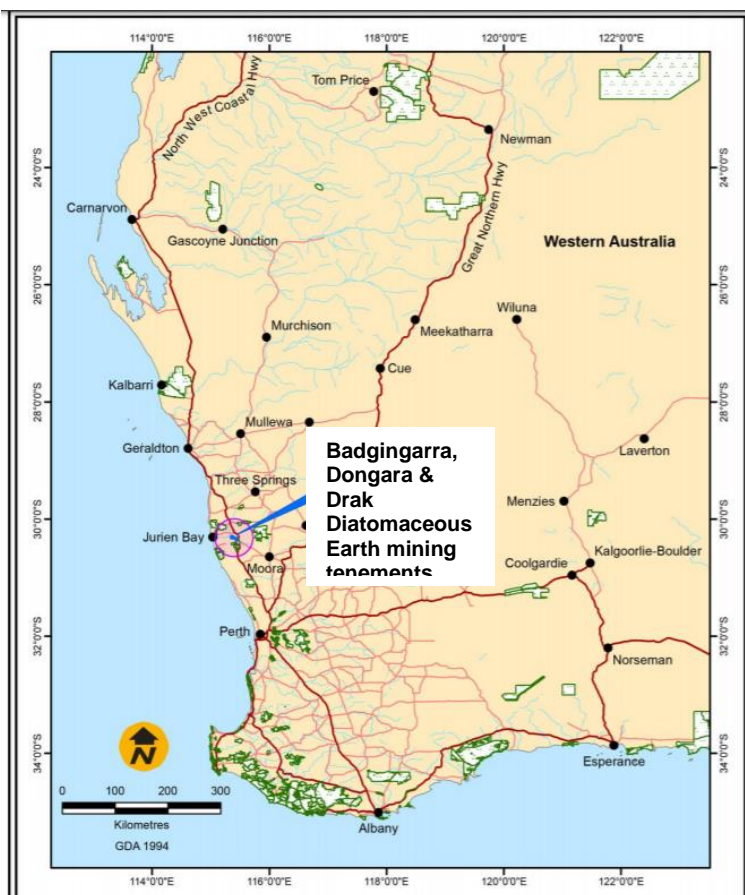 114°0'0"E 116°0'0"E 118°0'0"E 120°0'0"E 122°0'0"E
Tom Price
North West Coastal Hwy
Newman
24°0'0"S
24°0'0"S
Great Northern Hwy
Carnarvon
Gascoyne Junction
Western Australia
26°0'0"S
26°0'0"S
Wiluna
Murchison
Meekatharra
Cue
Kalbarri
28°0'0"S
28°0'0"S
Mullewa
Geraldton
Laverton
Badgingarra,
Dongara &
Drak
Diatomaceous
Earth mining
tenements
Three Springs
Menzies
30°0'0"S
30°0'0"S
Jurien Bay
Moora
Kalgoorlie-Boulder
Coolgardie
Perth
32°0'0"S
32°0'0"S
Norseman
N
34°0'0"S
34°0'0"S
Esperance
0 100 200 300
Kilometres
GDA 1994
Albany
114°0'0"E 116°0'0"E 118°0'0"E 120°0'0"E 122°0'0"E